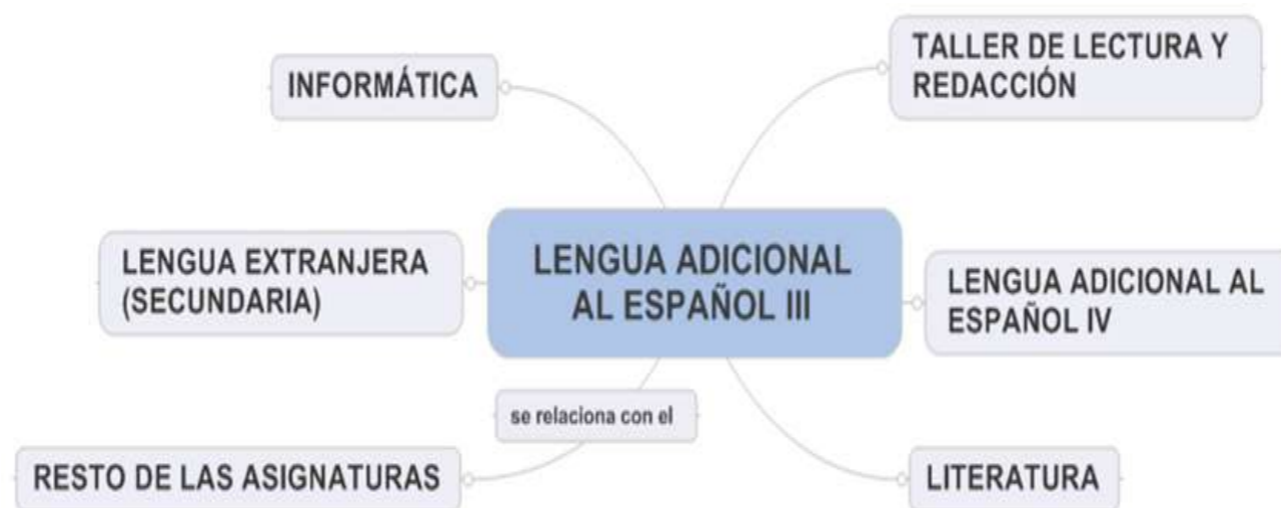 INFORMÁTICA
TALLER DE LECTURA Y
REDACCIÓN
LENGUA EXTRANJERA
(SECUNDARIA)
LENGUA ADICIONAL
AL ESPAÑOL III
LENGUA ADICIONAL AL
ESPAÑOL IV
se relaciona con el
RESTO DE LAS ASIGNATURAS
LITERATURA